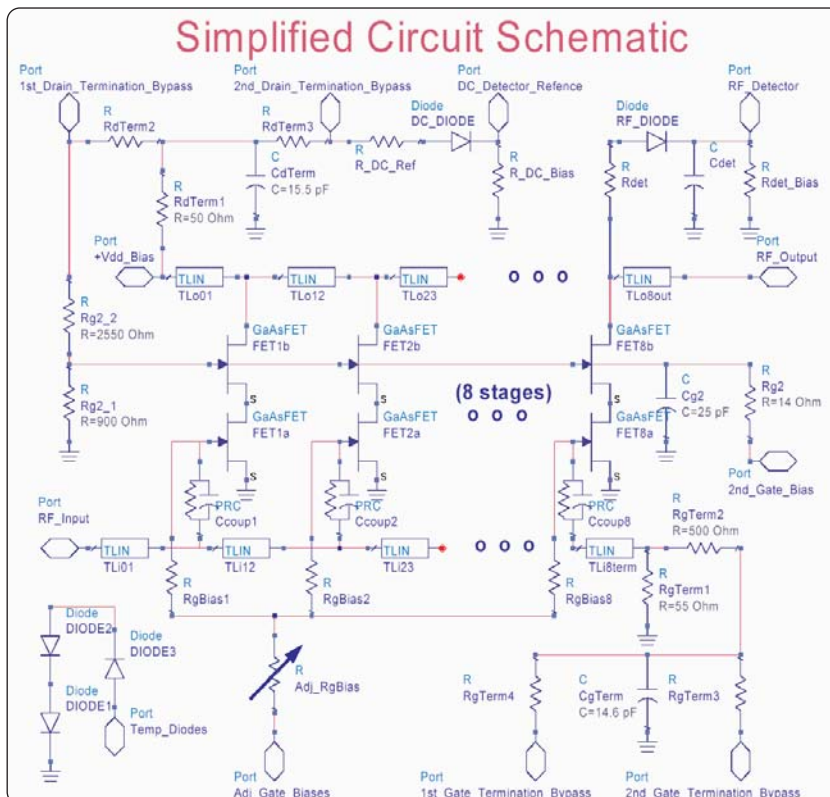 Simplified Circuit Schematic
Port
1st_Drain_Termination_Bypass
Port
2nd_Drain_Termination_Bypass
Port
DC_Detector_Refence
Port
RF_Detector
R
RdTerm2
R
RdTerm3
Diode
DC_DIODE
R
R_DC_Ref
Diode
RF_DIODE
C
CdTerm
C=15.5 pF
R
R_DC_Bias
R
Rdet
C
Cdet
R
Rdet_Bias
R
RdTerm1
R=50 Ohm
Port
+Vdd_Bias
TLIN
TLo01
TLIN
TLo12
TLIN
TLo23
o o o
TLIN
TLo8out
Port
RF_Output
R
Rg2_2
R=2550 Ohm
GaAsFET
FET1b
GaAsFET
FET2b
GaAsFET
FET8b
S
S
S
R
Rg2_1
R=900 Ohm
GaAsFET
FET1a
GaAsFET
FET2a
(8 stages)
o o o
GaAsFET
FET8a
C
Cg2
C=25 pF
R
Rg2
R=14 Ohm
S
S
S
Port
2nd_Gate_Bias
PRC
Ccoup1
PRC
Ccoup2
PRC
Ccoup8
Port
RF_Input
TLIN
TLi01
TLIN
TLi12
TLIN
TLi23
o o o
TLIN
TLi8term
R
RgTerm2
R=500 Ohm
R
RgBias1
R
RgBias2
R
RgBias8
R
RgTerm1
R=55 Ohm
Diode
DIODE2
Diode
DIODE3
Diode
DIODE1
Port
Temp_Diodes
R
Adj_RgBias
R
RgTerm4
C
CgTerm
C=14.6 pF
R
RgTerm3
Port
Adj_Gate_Biases
Port
1st_Gate_Termination_Bypass
Port
2nd_Gate_Termination_Bypass